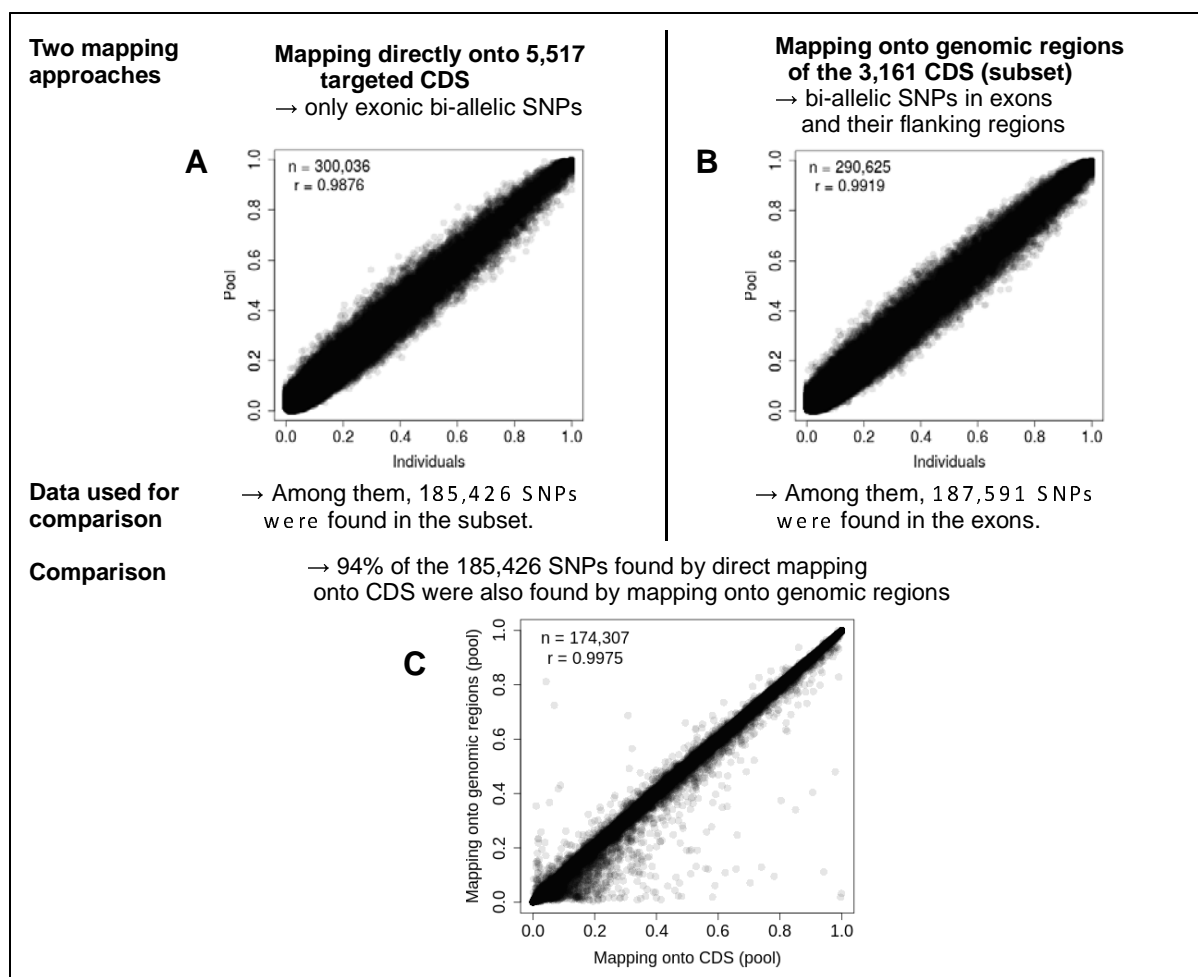 Two mapping
approaches
Mapping directly onto 5,517
targeted CDS
→ only exonic bi-allelic SNPs
Mapping onto genomic regions
of the 3,161 CDS (subset)
→ bi-allelic SNPs in exons
and their flanking regions
A
n = 300,036
r = 0.9876
1.0
0.8
0.6
0.4
0.2
0.0
Pool
0.0 0.2 0.4 0.6 0.8 1.0
Individuals
B
n = 290,625
r = 0.9919
1.0
0.8
0.6
0.4
0.2
0.0
Pool
0.0 0.2 0.4 0.6 0.8 1.0
Individuals
Data used for
comparison
→ Among them, 185,426 SNPs
were found in the subset.
→ Among them, 187,591 SNPs
were found in the exons.
Comparison
→ 94% of the 185,426 SNPs found by direct mapping
onto CDS were also found by mapping onto genomic regions
C
n = 174,307
r = 0.9975
1.0
0.8
0.6
0.4
0.2
0.0
Mapping onto genomic regions (pool)
0.0 0.2 0.4 0.6 0.8 1.0
Mapping onto CDS (pool)